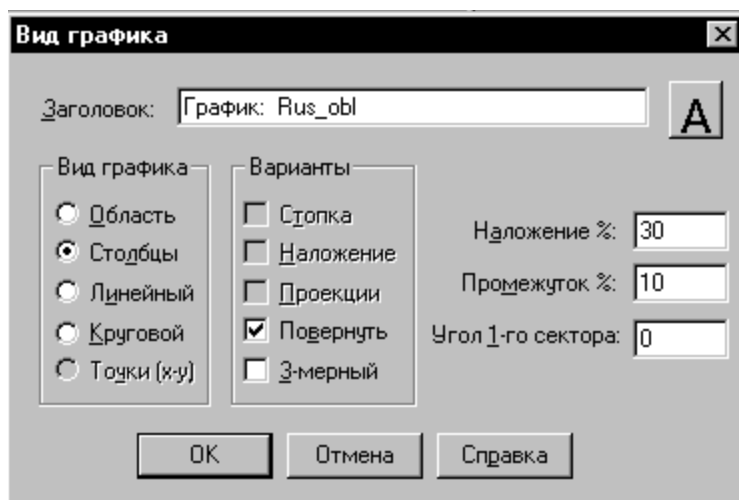 Вид графика
Заголовок: График: Rus_obl A
Вид графика
Область
Столбцы
Линейный
Круговой
Точки (x-y)
Варианты
Стопка
Наложение
Проекции
Повернуть
3-мерный
Наложение %: 30
Промежуток %: 10
Угол 1-го сектора: 0
OK Отмена Справка